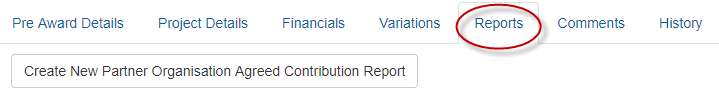 Pre Award Details Project Details Financials Variations Reports Comments History
Create New Partner Organisation Agreed Contribution Report